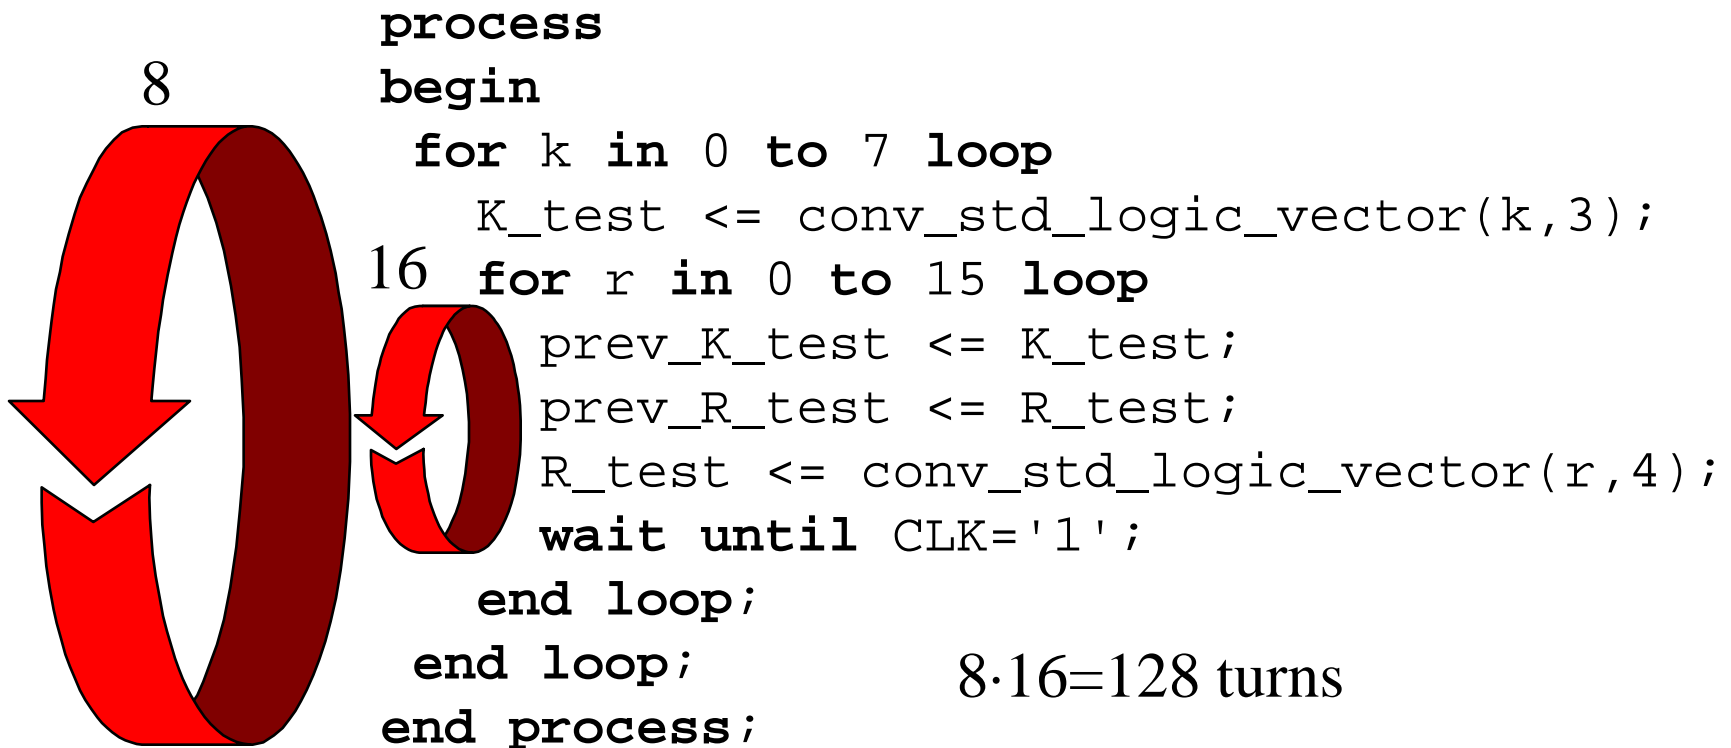 process
8
begin
for k in 0 to 7 loop
K_test <= conv_std_logic_vector(k,3);
16
for r in 0 to 15 loop
prev_K_test <= K_test;
prev_R_test <= R_test;
R_test <= conv_std_logic_vector(r,4);
wait until CLK='1';
end loop;
end loop;
8·16=128 turns
end process;